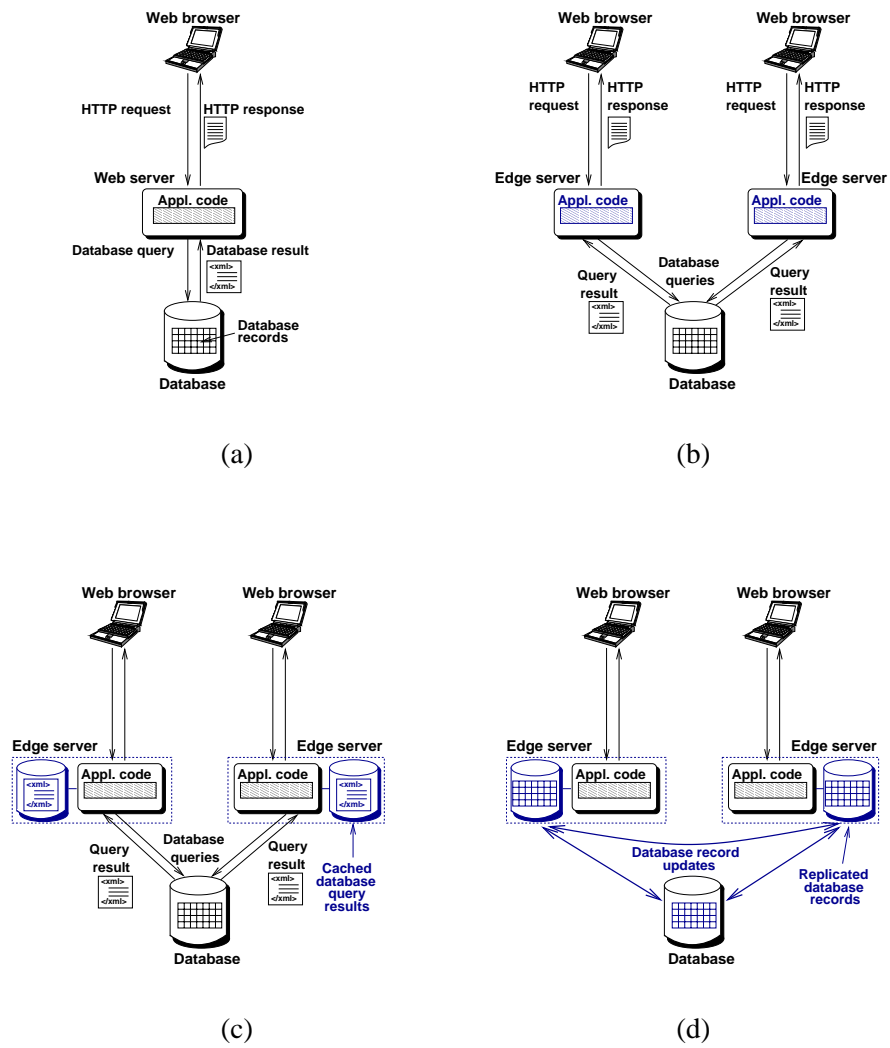 Web browser
HTTP request
HTTP response
Web server
Appl. code
Database query
Database result
<xml>
</xml>
Database
records
Database
(a)
Web browser
Web browser
HTTP
request
HTTP
response
HTTP
request
HTTP
response
Edge server
Edge server
Appl. code
Appl. code
Database
queries
Query
result
Query
result
<xml>
</xml>
<xml>
</xml>
Database
(b)
Web browser
Web browser
Edge server
Edge server
<xml>
</xml>
Appl. code
Appl. code
<xml>
</xml>
Query
result
Database
queries
Query
result
<xml>
</xml>
<xml>
</xml>
Cached
database
query
results
Database
(c)
Web browser
Web browser
Edge server
Edge server
Appl. code
Appl. code
Database record
updates
Replicated
database
records
Database
(d)